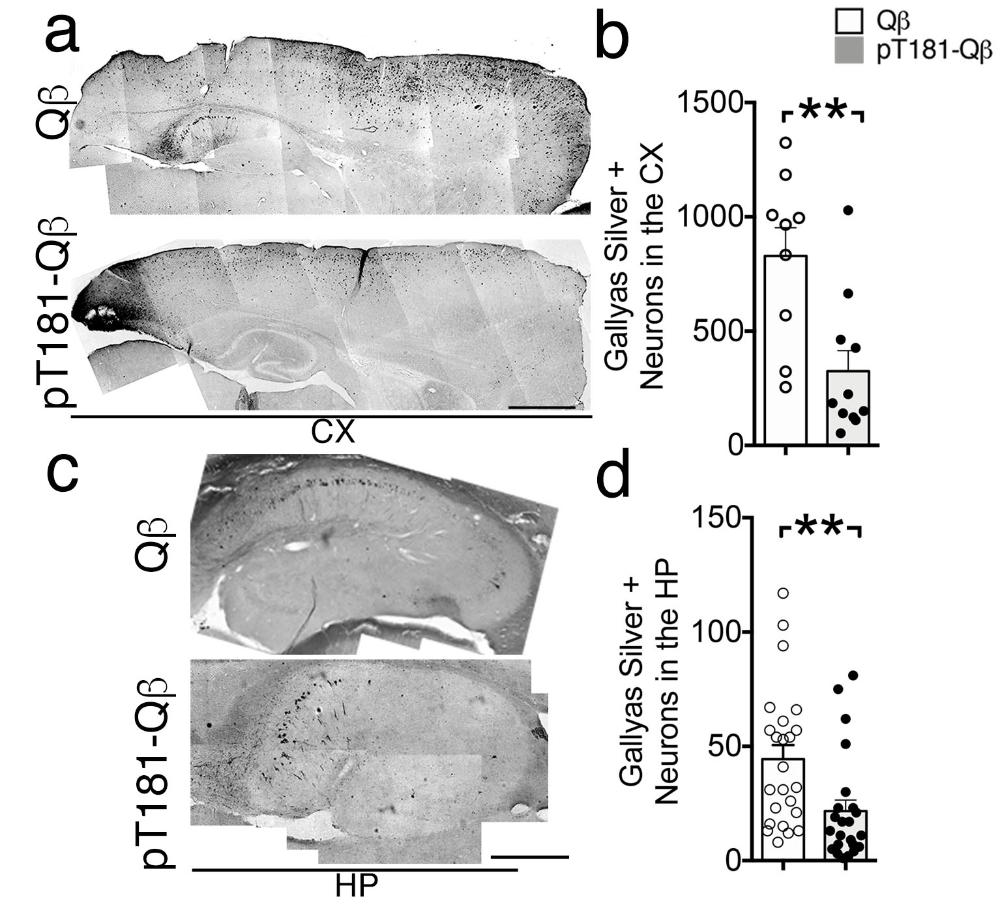 a
Qβ
pT181-Qβ
CX
b
Qβ
pT181-Qβ
Gallyas Silver +
Neurons in the CX
1500
1000
500
0
**
c
Qβ
pT181-Qβ
HP
d
Gallyas Silver +
Neurons in the HP
150
100
50
0
**